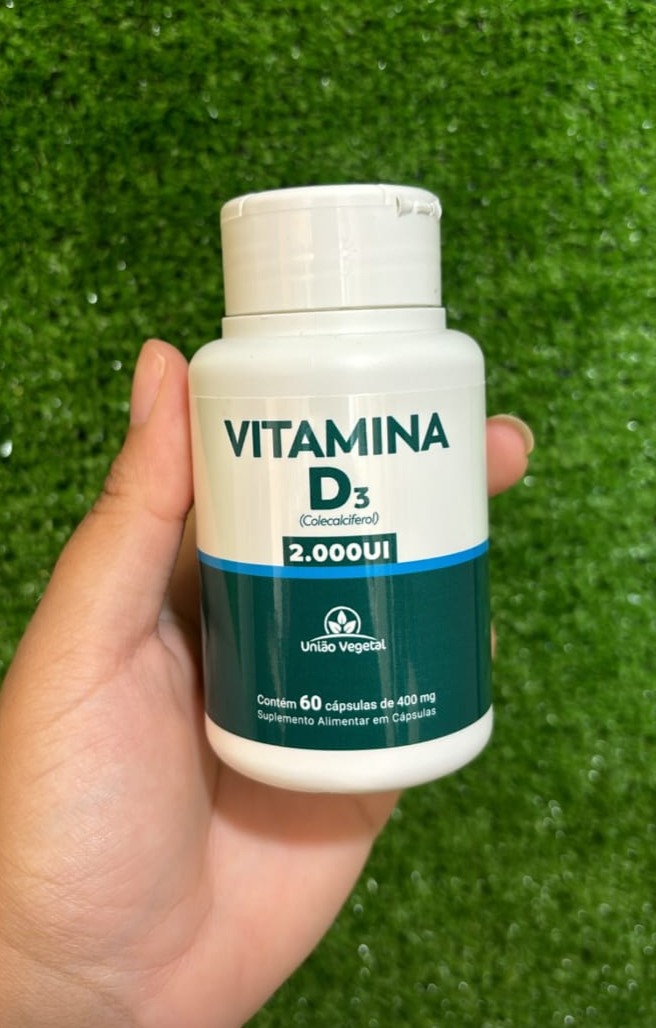 VITAMINA
D3
(Colecalciferol)
2.000UI
União Vegetal
Contém 60 cápsulas de 400 mg
Suplemento Alimentar em Cápsulas